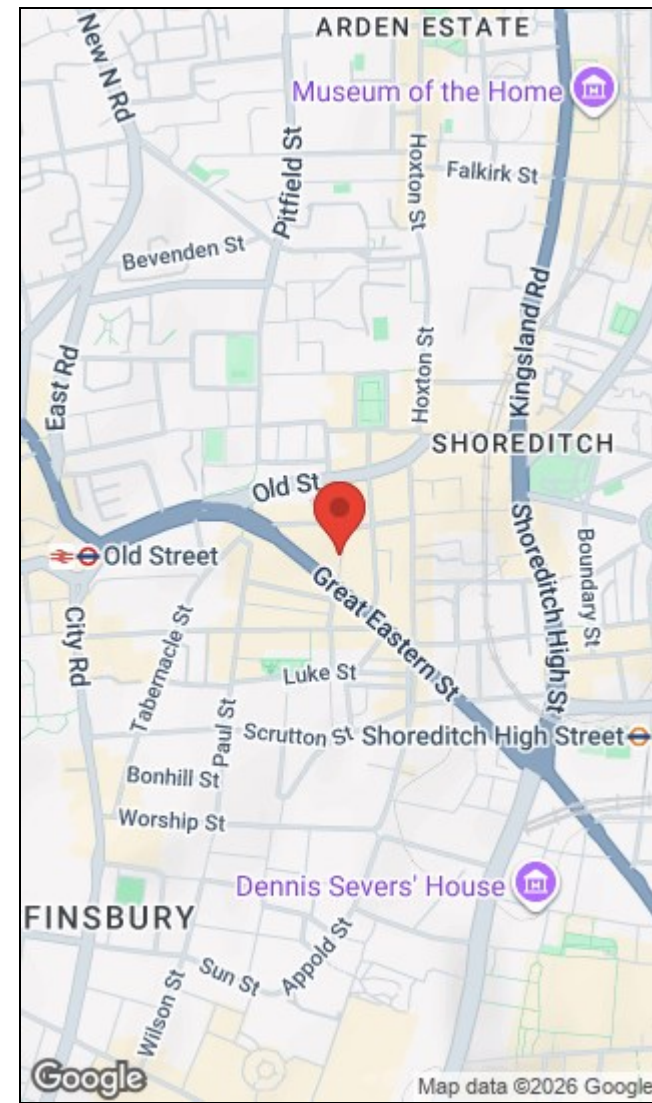 ARDEN ESTATE
New N Rd
Museum of the Home
Pitfield St
Hoxton St
Falkirk St
Bevenden St
Kingsland Rd
East Rd
Hoxton St
SHOREDITCH
Old St
Old Street
Shoreditch High St
Boundary St
Great Eastern St
City Rd
Tabernacle St
Luke St
Paul St
Scrutton St
Shoreditch High Street
Bonhill St
Worship St
Dennis Severs' House
FINSBURY
Appold St
Sun St
Wilson St
Google
Map data ©2026 Google